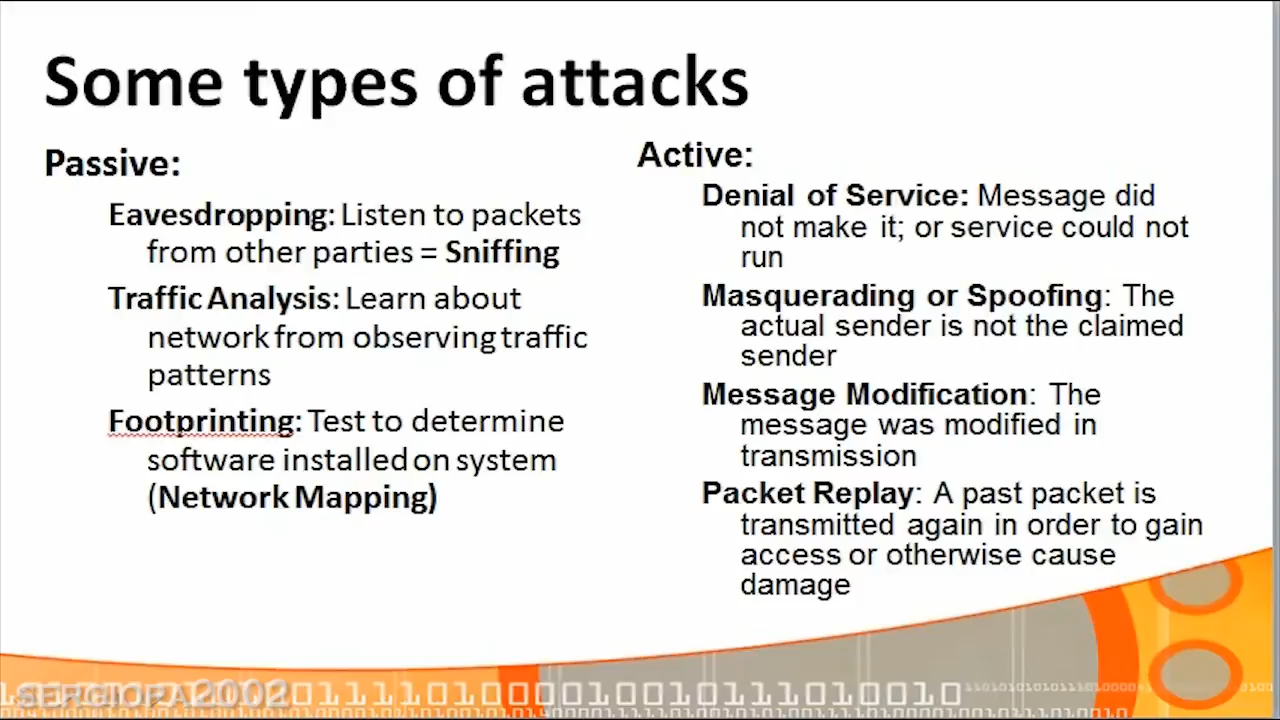 Some types of attacks
Passive:
Eavesdropping: Listen to packets
from other parties = Sniffing
Traffic Analysis: Learn about
network from observing traffic
patterns
Footprinting: Test to determine
software installed on system
(Network Mapping)
Active:
Denial of Service: Message did
not make it; or service could not
run
Masquerading or Spoofing: The
actual sender is not the claimed
sender
Message Modification: The
message was modified in
transmission
Packet Replay: A past packet is
transmitted again in order to gain
access or otherwise cause
damage